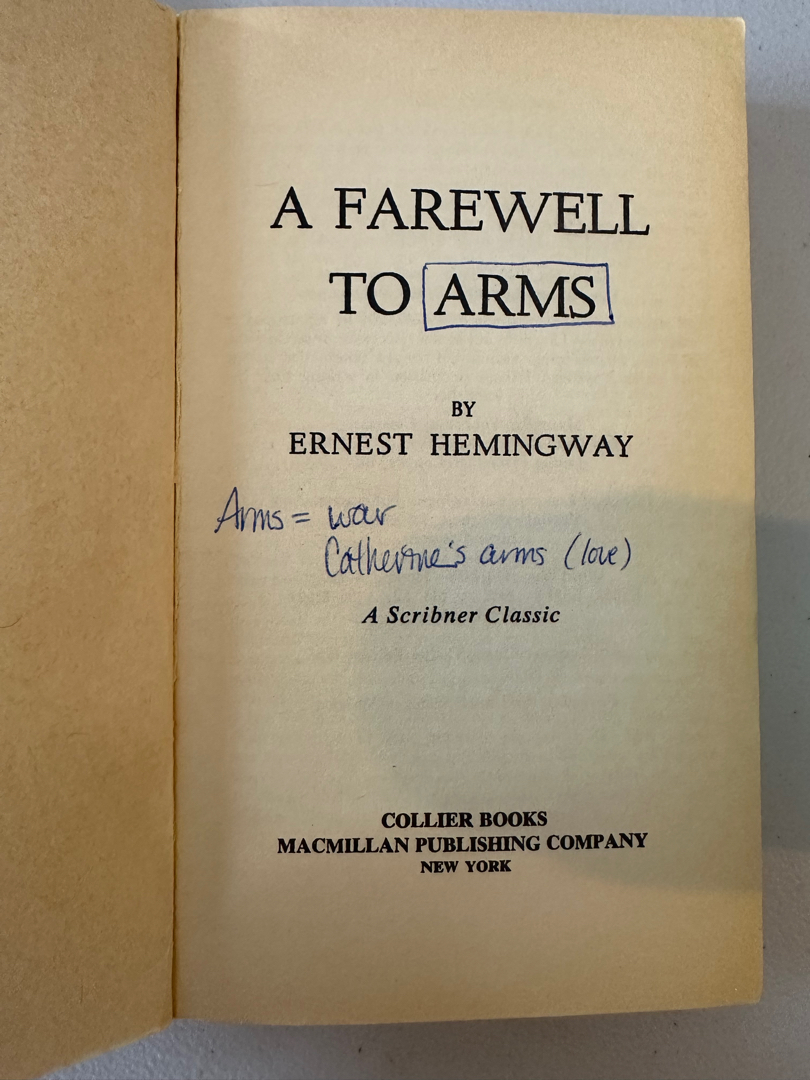 A FAREWELL
TO ARMS
BY
ERNEST HEMINGWAY
Arms = war
Catherine's arms (love)
A Scribner Classic
COLLIER BOOKS
MACMILLAN PUBLISHING COMPANY
NEW YORK